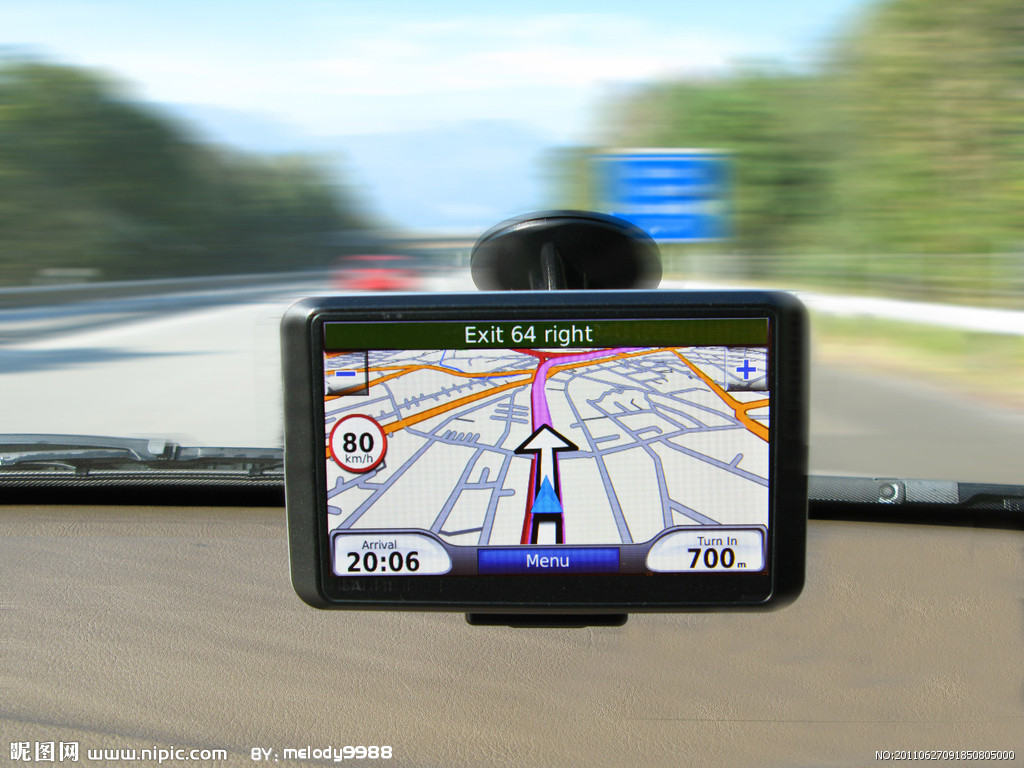 Exit 64 right
−
+
80
km/h
Arrival
20:06
Menu
Turn In
700 m
昵图网 www.nipic.com BY: melody9988
NO:20110627091850805000